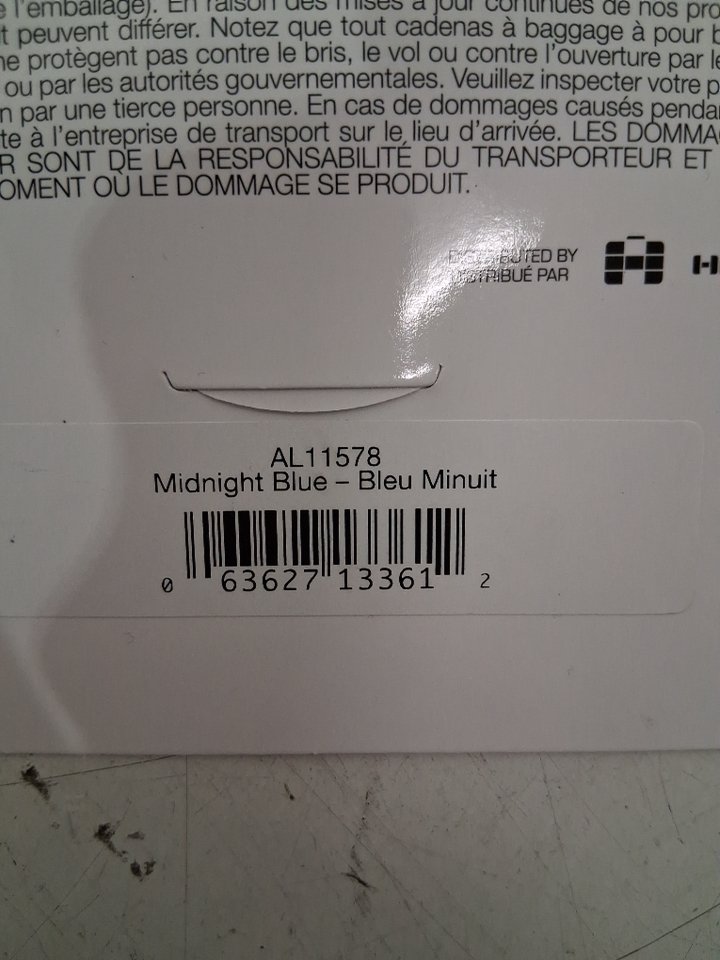 l'emballage). En raison des mises à jour continues de nos pro
t peuvent différer. Notez que tout cadenas à baggage à pour b
ne protègent pas contre le bris, le vol ou contre l'ouverture par le
ou par les autorités gouvernementales. Veuillez inspecter votre p
n par une tierce personne. En cas de dommages causés penda
te à l'entreprise de transport sur le lieu d'arrivée. LES DOMMA
R SONT DE LA RESPONSABILITÉ DU TRANSPORTEUR ET
OMENT OÙ LE DOMMAGE SE PRODUIT.
DISTRIBUTED BY
DISTRIBUÉ PAR
H
AL11578
Midnight Blue – Bleu Minuit
0 63627 13361 2